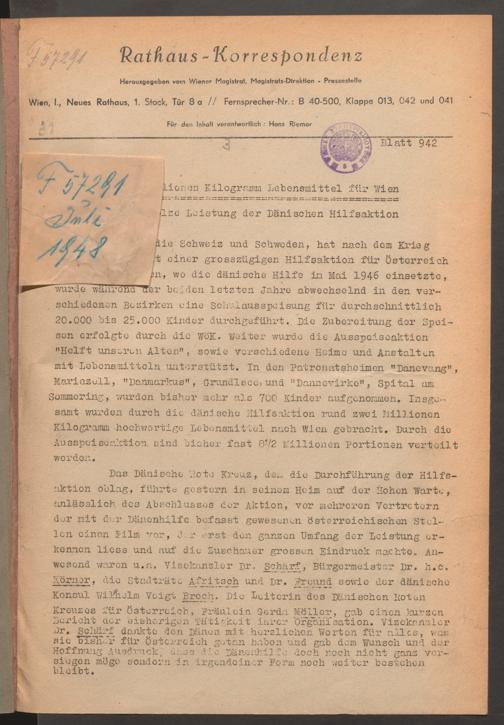 F 57291
Rathaus-Korrespondenz
Herausgegeben vom Wiener Magistrat, Magistrats-Direktion - Pressestelle
Wien, I., Neues Rathaus, 1. Stock, Tür 8 a // Fernsprecher-Nr.: B 40-500, Klappe 013, 042 und 041
Für den Inhalt verantwortlich: Hans Riemer
Blatt 942
F 57291
Juli
1948
lionen Kilogramm Lebensmittel für Wien
lze Leistung der Dänischen Hilfsaktion
die Schweiz und Schweden, hat nach dem Krieg
t einer grosszügigen Hilfsaktion für Österreich
en, wo die dänische Hilfe in Mai 1946 einsetzte,
wurde während der beiden letzten Jahre abwechselnd in den ver-
schiedenen Bezirken eine Schulausspeisung für durchschnittlich
20.000 bis 25.000 Kinder durchgeführt. Die Zubereitung der Spei-
sen erfolgte durch die WÖK. Weiter wurde die Ausspeiseaktion
"Helft unseren Alten", sowie verschiedene Heime und Anstalten
mit Lebensmitteln unterstützt. In den Patronatsheimen "Danevang",
Mariazell, "Danmarkus", Grundlsee und "Dannevirke", Spital am
Semmering, wurden bisher mehr als 700 Kinder aufgenommen. Insge-
samt wurden durch die dänische Hilfsaktion rund zwei Millionen
Kilogramm hochwertige Lebensmittel nach Wien gebracht. Durch die
Ausspeiseaktion sind bisher fast 8 1/2 Millionen Portionen verteilt
worden.
Das Dänische Rote Kreuz, dem die Durchführung der Hilfs-
aktion oblag, führte gestern in seinem Heim auf der Hohen Warte,
anlässlich des Abschlusses der Aktion, vor mehreren Vertretern
der mit der Dänenhilfe befasst gewesenen österreichischen Stel-
len einen Film vor, der erst den ganzen Umfang der Leistung er-
kennen liess und auf die Zuschauer grossen Eindruck machte. An-
wesend waren u.a. Vizekanzler Dr. Schärf, Bürgermeister Dr. h.c.
Körner, die Stadträte Afritsch und Dr. Freund sowie der dänische
Konsul Wilhelm Voigt Broch. Die Leiterin des Dänischen Roten
Kreuzes für Österreich, Fräulein Gerda Möller, gab einen kurzen
Bericht der bisherigen Tätigkeit ihrer Organisation. Vizekanzler
Dr. Schärf dankte den Dänen mit herzlichen Worten für alles, was
sie bisher für Österreich getan haben und gab dem Wunsch und der
Hoffnung Ausdruck, dass die Dänenhilfe doch noch nicht ganz ver-
siegen möge sondern in irgendeiner Form noch weiter bestehen
bleibt.